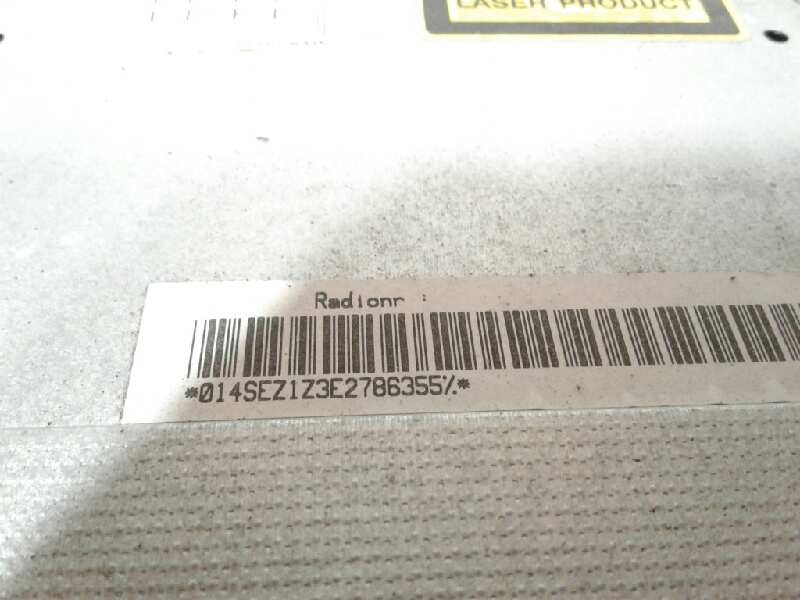 LASER PRODUCT
Radionr :
*014SEZ1Z3E2786355%*